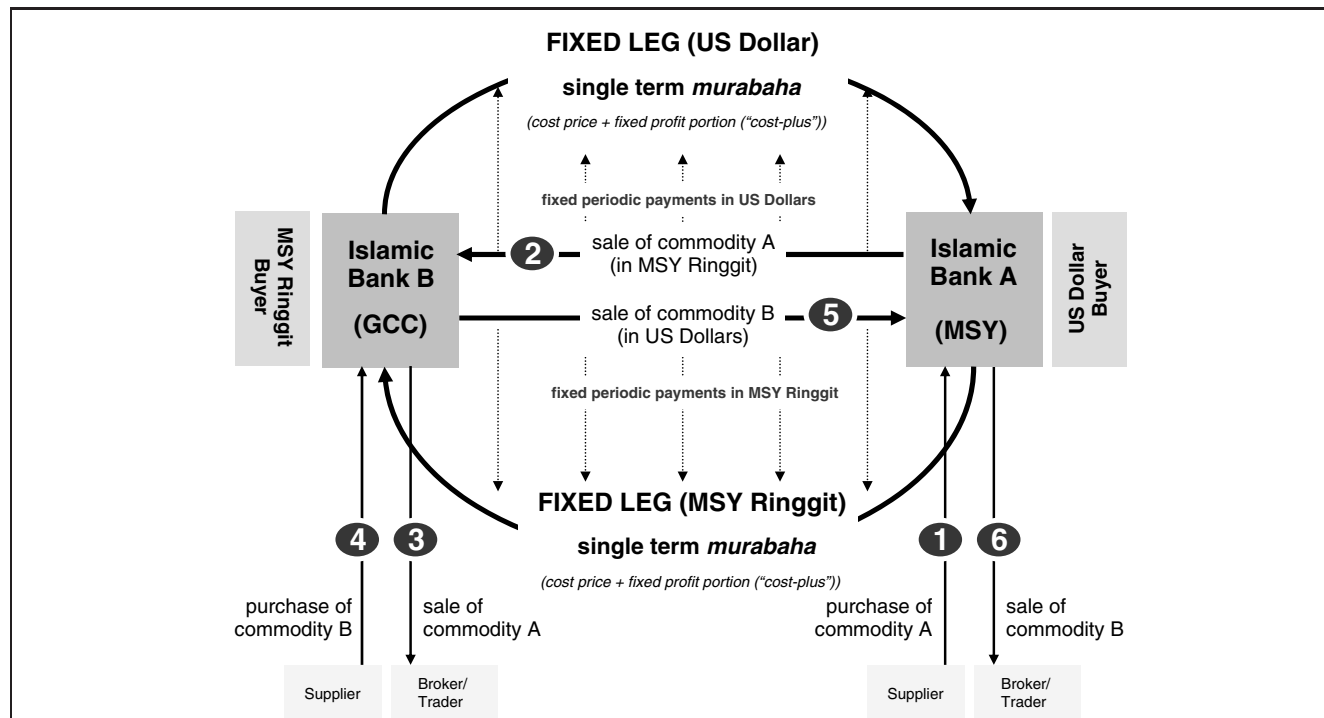 FIXED LEG (US Dollar)
single term murabaha
(cost price + fixed profit portion (“cost-plus”))
fixed periodic payments in US Dollars
MSY Ringgit
Buyer
Islamic
Bank B
(GCC)
2
sale of commodity A
(in MSY Ringgit)
sale of commodity B
(in US Dollars)
5
Islamic
Bank A
(MSY)
US Dollar
Buyer
fixed periodic payments in MSY Ringgit
FIXED LEG (MSY Ringgit)
single term murabaha
(cost price + fixed profit portion (“cost-plus”))
4
3
1
6
purchase of
commodity B
sale of
commodity A
purchase of
commodity A
sale of
commodity B
Supplier
Broker/
Trader
Supplier
Broker/
Trader